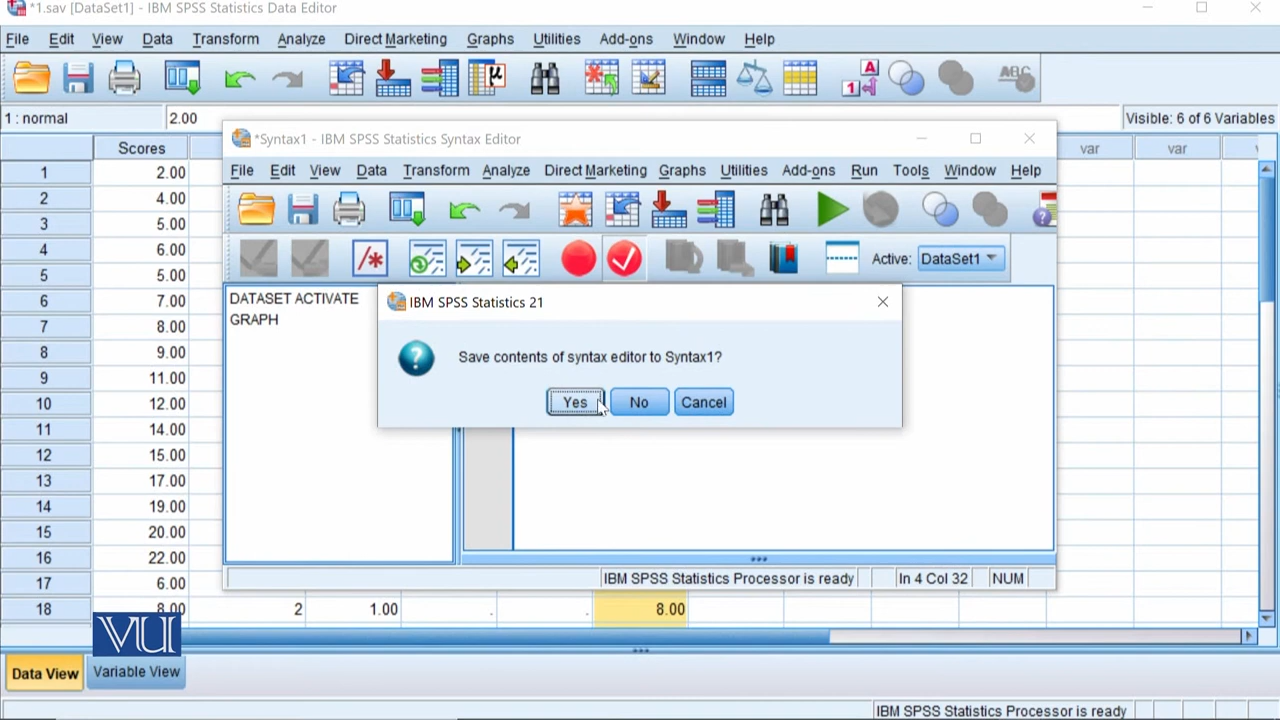 *1.sav [DataSet1] - IBM SPSS Statistics Data Editor
File Edit View Data Transform Analyze Direct Marketing Graphs Utilities Add-ons Window Help
1 : normal 2.00 Visible: 6 of 6 Variables
*Syntax1 - IBM SPSS Statistics Syntax Editor
File Edit View Data Transform Analyze Direct Marketing Graphs Utilities Add-ons Run Tools Window Help
Active: DataSet1
DATASET ACTIVATE
GRAPH
IBM SPSS Statistics 21
Save contents of syntax editor to Syntax1?
Yes No Cancel
IBM SPSS Statistics Processor is ready In 4 Col 32 NUM
Scores var var
1 2.00
2 4.00
3 5.00
4 6.00
5 5.00
6 7.00
7 8.00
8 9.00
9 11.00
10 12.00
11 14.00
12 15.00
13 17.00
14 19.00
15 20.00
16 22.00
17 6.00
18 8.00 2 1.00 . . 8.00
VU
Data View Variable View
IBM SPSS Statistics Processor is ready